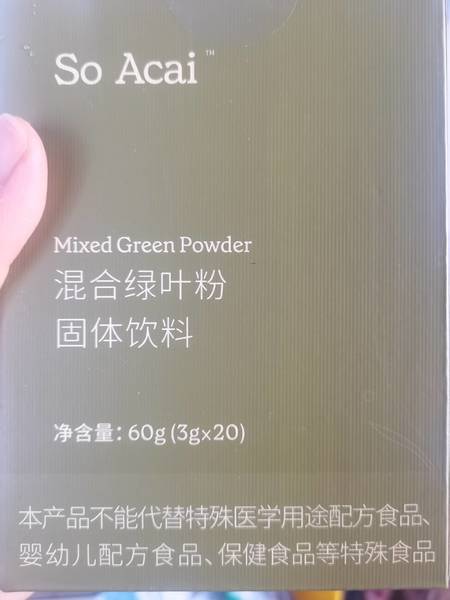 So Acai™
Mixed Green Powder
混合绿叶粉
固体饮料
净含量：60g (3g×20)
本产品不能代替特殊医学用途配方食品、
婴幼儿配方食品、保健食品等特殊食品